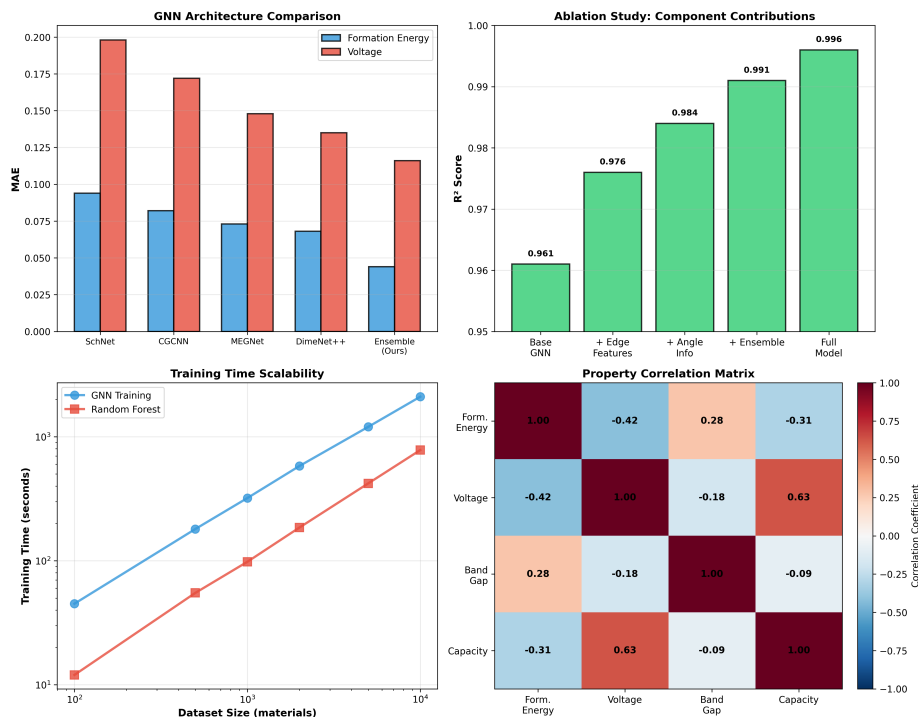 GNN Architecture Comparison
MAE
0.200
0.175
0.150
0.125
0.100
0.075
0.050
0.025
0.000
Formation Energy
Voltage
SchNet
CGCNN
MEGNet
DimeNet++
Ensemble
(Ours)
Ablation Study: Component Contributions
R² Score
1.00
0.99
0.98
0.97
0.96
0.95
0.961
0.976
0.984
0.991
0.996
Base
GNN
+ Edge
Features
+ Angle
Info
+ Ensemble
Full
Model
Training Time Scalability
Training Time (seconds)
10³
10²
10¹
GNN Training
Random Forest
10²
10³
10⁴
Dataset Size (materials)
Property Correlation Matrix
Form.
Energy
1.00 -0.42 0.28 -0.31
Voltage
-0.42 1.00 -0.18 0.63
Band
Gap
0.28 -0.18 1.00 -0.09
Capacity
-0.31 0.63 -0.09 1.00
Form.
Energy
Voltage
Band
Gap
Capacity
1.00
0.75
0.50
0.25
0.00
-0.25
-0.50
-0.75
-1.00
Correlation Coefficient